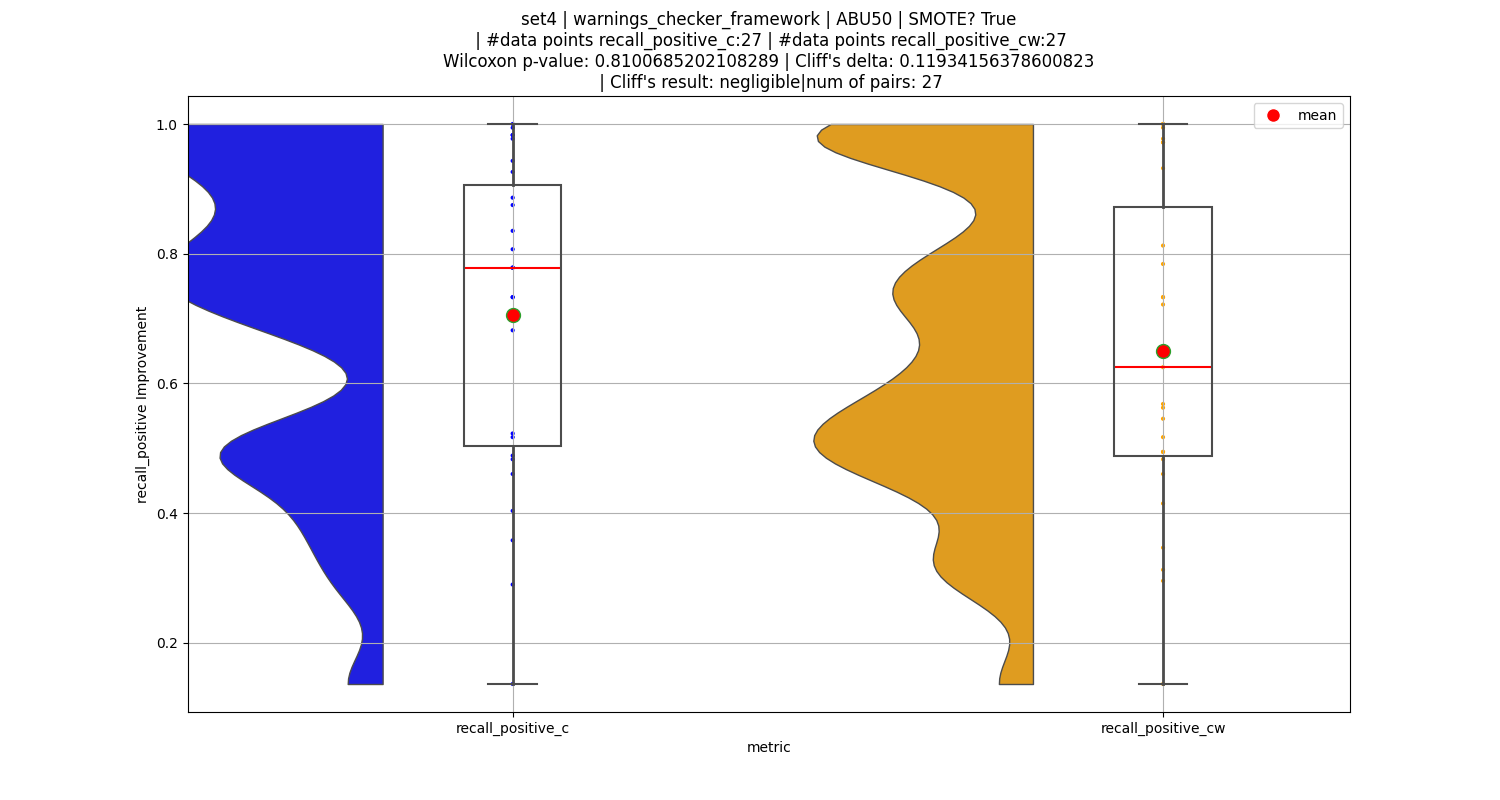 set4 | warnings_checker_framework | ABU50 | SMOTE? True
| #data points recall_positive_c:27 | #data points recall_positive_cw:27
Wilcoxon p-value: 0.8100685202108289 | Cliff's delta: 0.11934156378600823
| Cliff's result: negligible|num of pairs: 27
mean
1.0
0.8
0.6
0.4
0.2
recall_positive Improvement
recall_positive_c
recall_positive_cw
metric